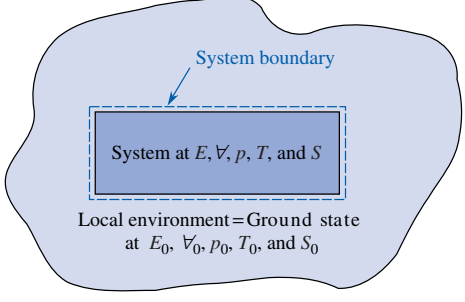 System boundary
System at E, ∀, p, T, and S
Local environment = Ground state
at E₀, ∀₀, p₀, T₀, and S₀